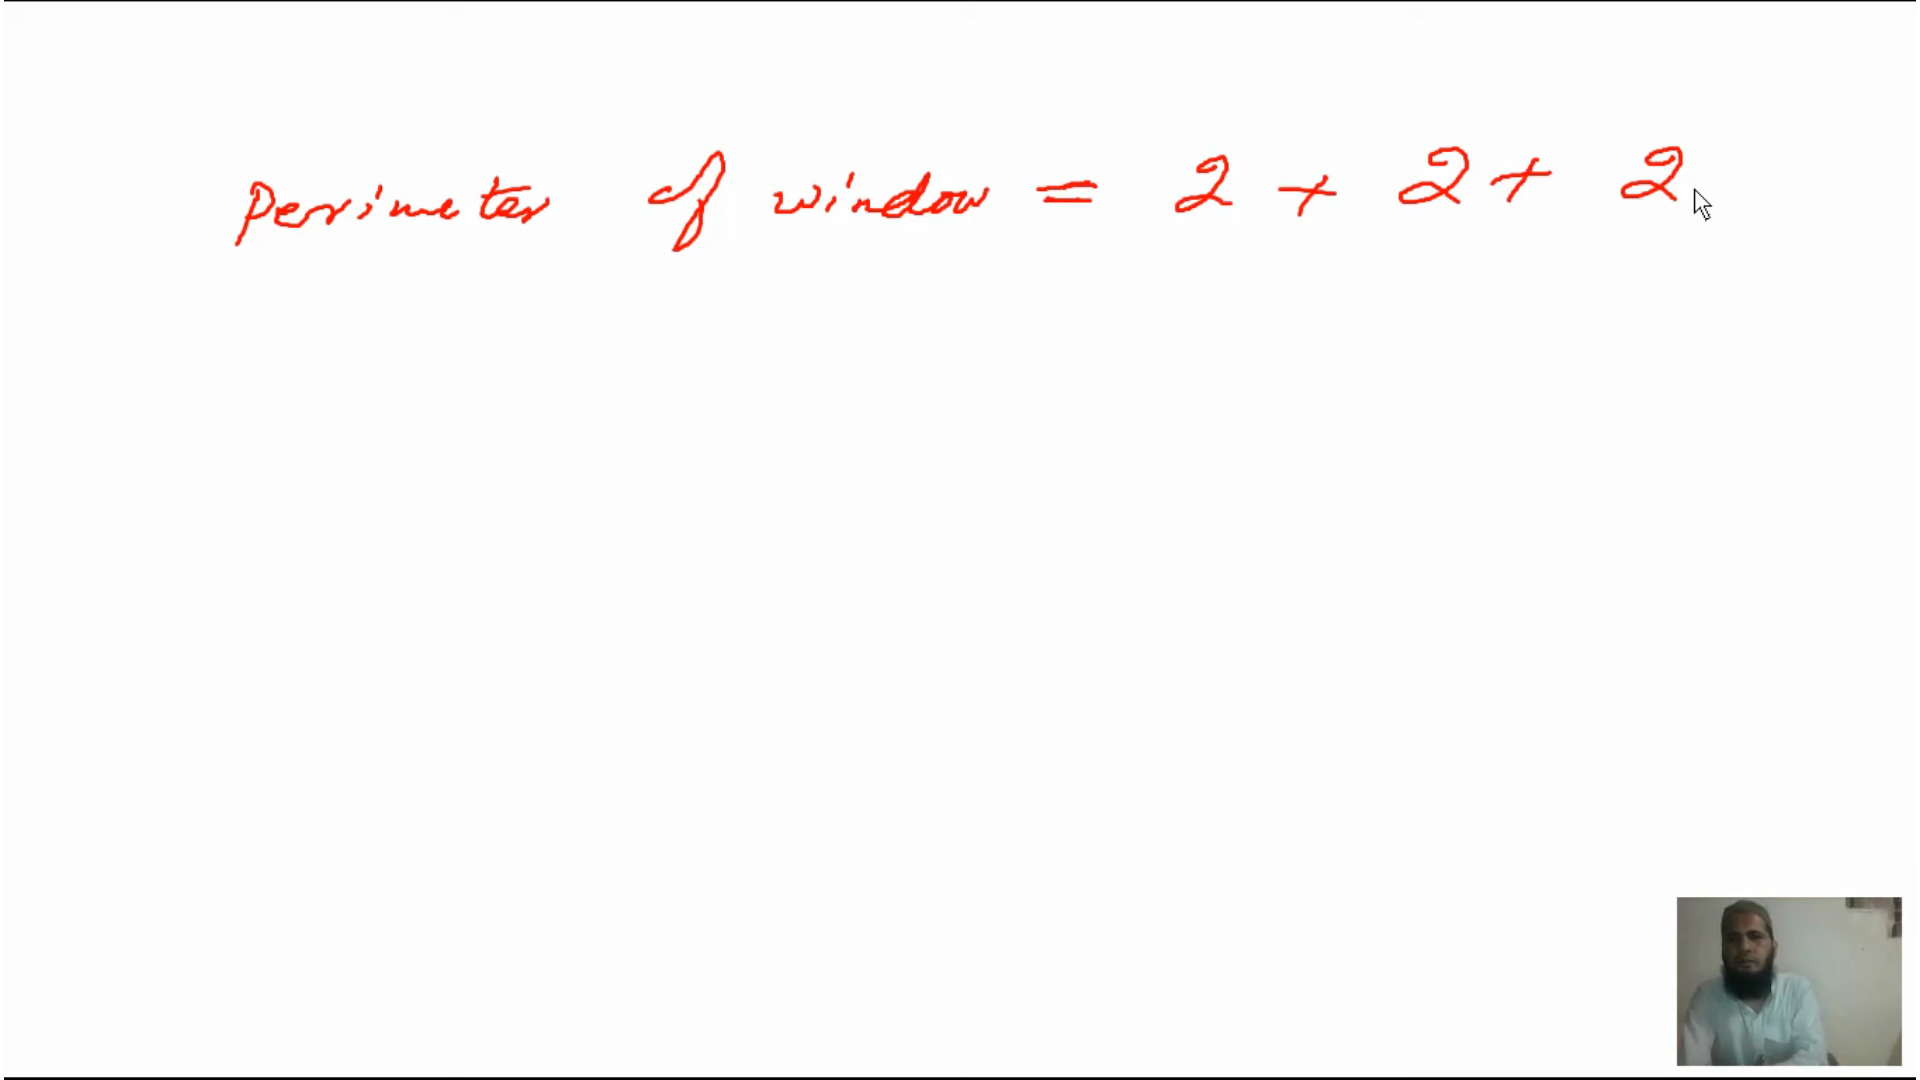 Perimeter of window = 2 + 2 + 2